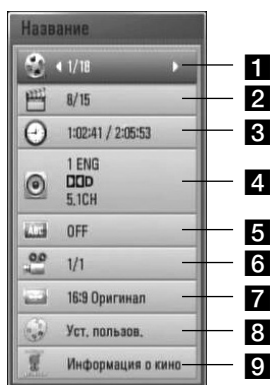 Название
1/18 1
8/15 2
1:02:41 / 2:05:53 3
1 ENG
DD D
5.1CH 4
OFF 5
1/1 6
16:9 Оригинал 7
Уст. пользов. 8
Информация о кино 9